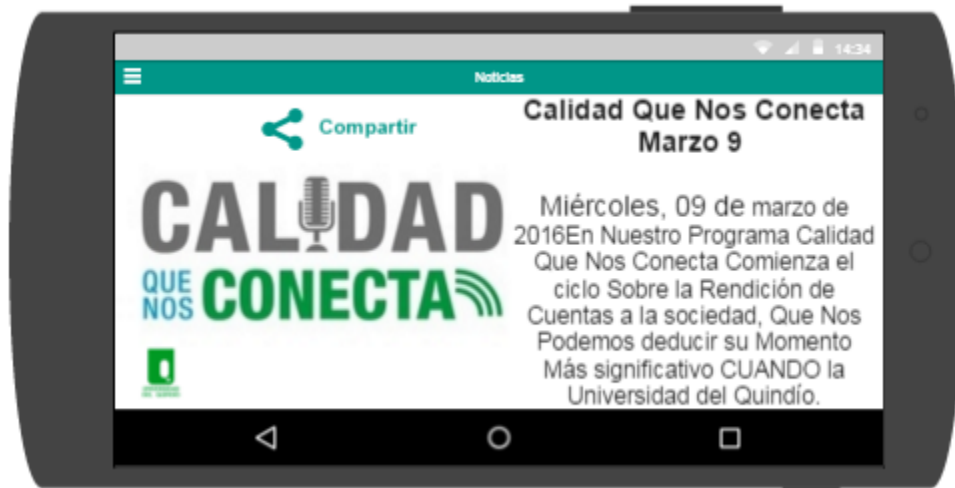 14:34
Noticias
Compartir
CALIDAD
QUE
NOS
CONECTA
Calidad Que Nos Conecta
Marzo 9
Miércoles, 09 de marzo de
2016En Nuestro Programa Calidad
Que Nos Conecta Comienza el
ciclo Sobre la Rendición de
Cuentas a la sociedad, Que Nos
Podemos deducir su Momento
Más significativo CUANDO la
Universidad del Quindío.